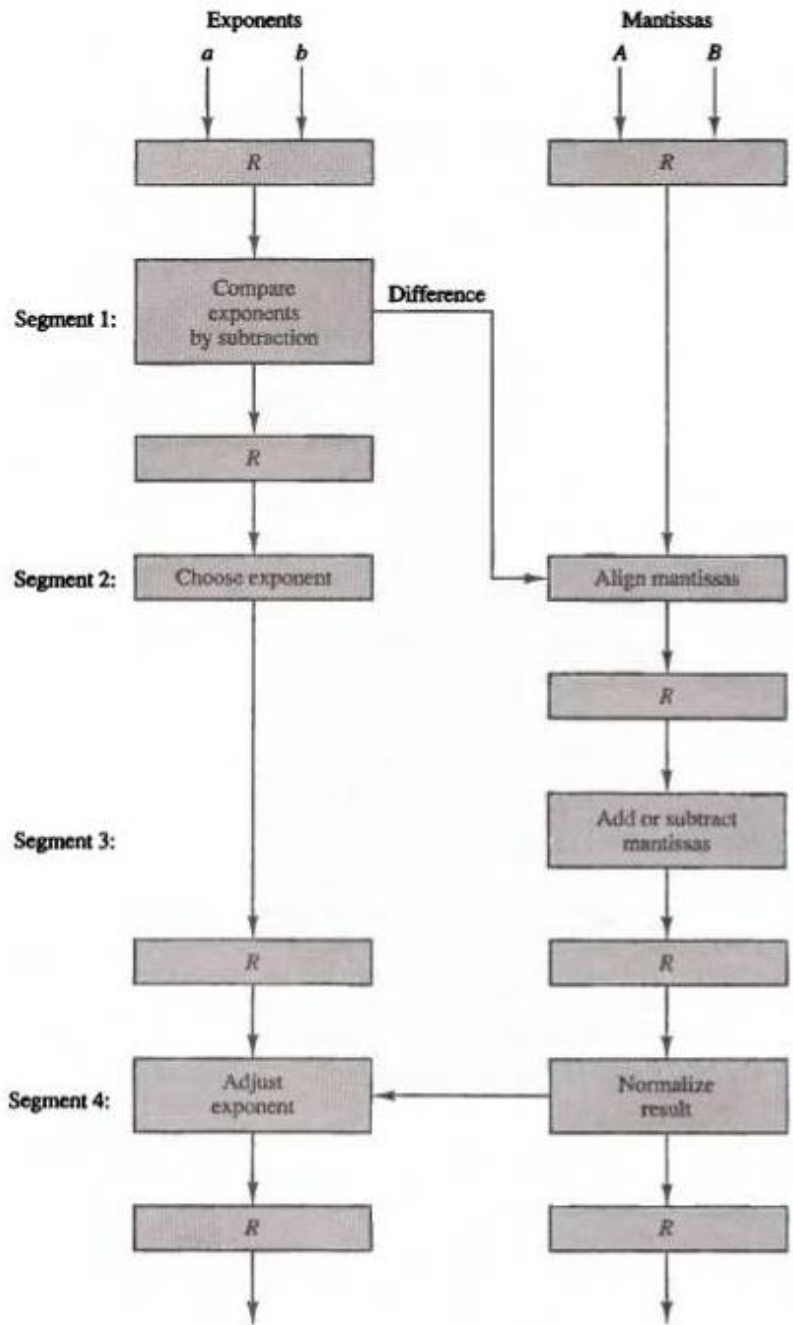 Exponents
a b
Mantissas
A B
R
R
Segment 1:
Compare
exponents
by subtraction
Difference
R
Segment 2:
Choose exponent
Align mantissas
R
Segment 3:
Add or subtract
mantissas
R
R
Segment 4:
Adjust
exponent
Normalize
result
R
R